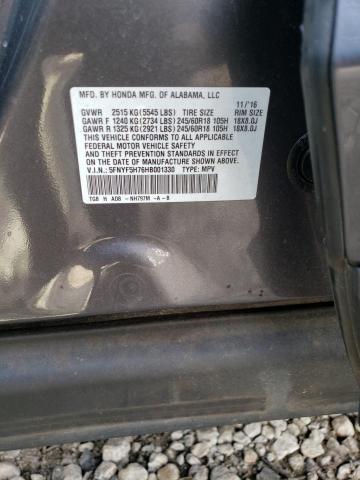 MFD. BY HONDA MFG. OF ALABAMA, LLC
11/'16
GVWR 2515 KG(5545 LBS) TIRE SIZE RIM SIZE
GAWR F 1240 KG(2734 LBS)245/60R18 105H 18X8.0J
GAWR R 1325 KG(2921 LBS)245/60R18 105H 18X8.0J
THIS VEHICLE CONFORMS TO ALL APPLICABLE
FEDERAL MOTOR VEHICLE SAFETY AND
THEFT PREVENTION STANDARDS IN EFFECT
ON THE DATE OF MANUFACTURE SHOWN ABOVE.
V.I.N.: 5FNYF5H76HB001330 TYPE: MPV
TG8 H AD8 -NH797M -A-B